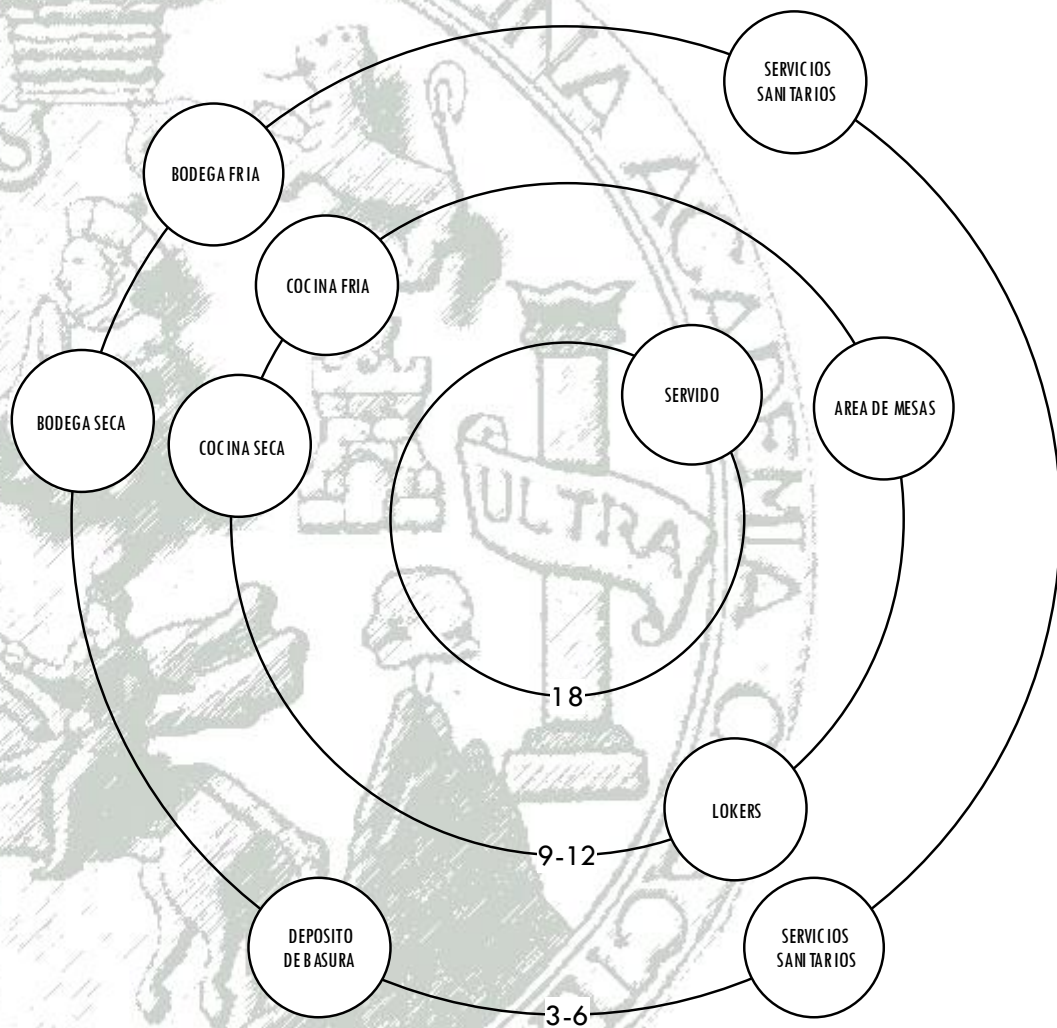 SERVICIOS
SANITARIOS
BODEGA FRIA
COCINA FRIA
SERVIDO
AREA DE MESAS
BODEGA SECA
COCINA SECA
ULTRA
18
LOKERS
9-12
DEPOSITO
DE BASURA
SERVICIOS
SANITARIOS
3-6